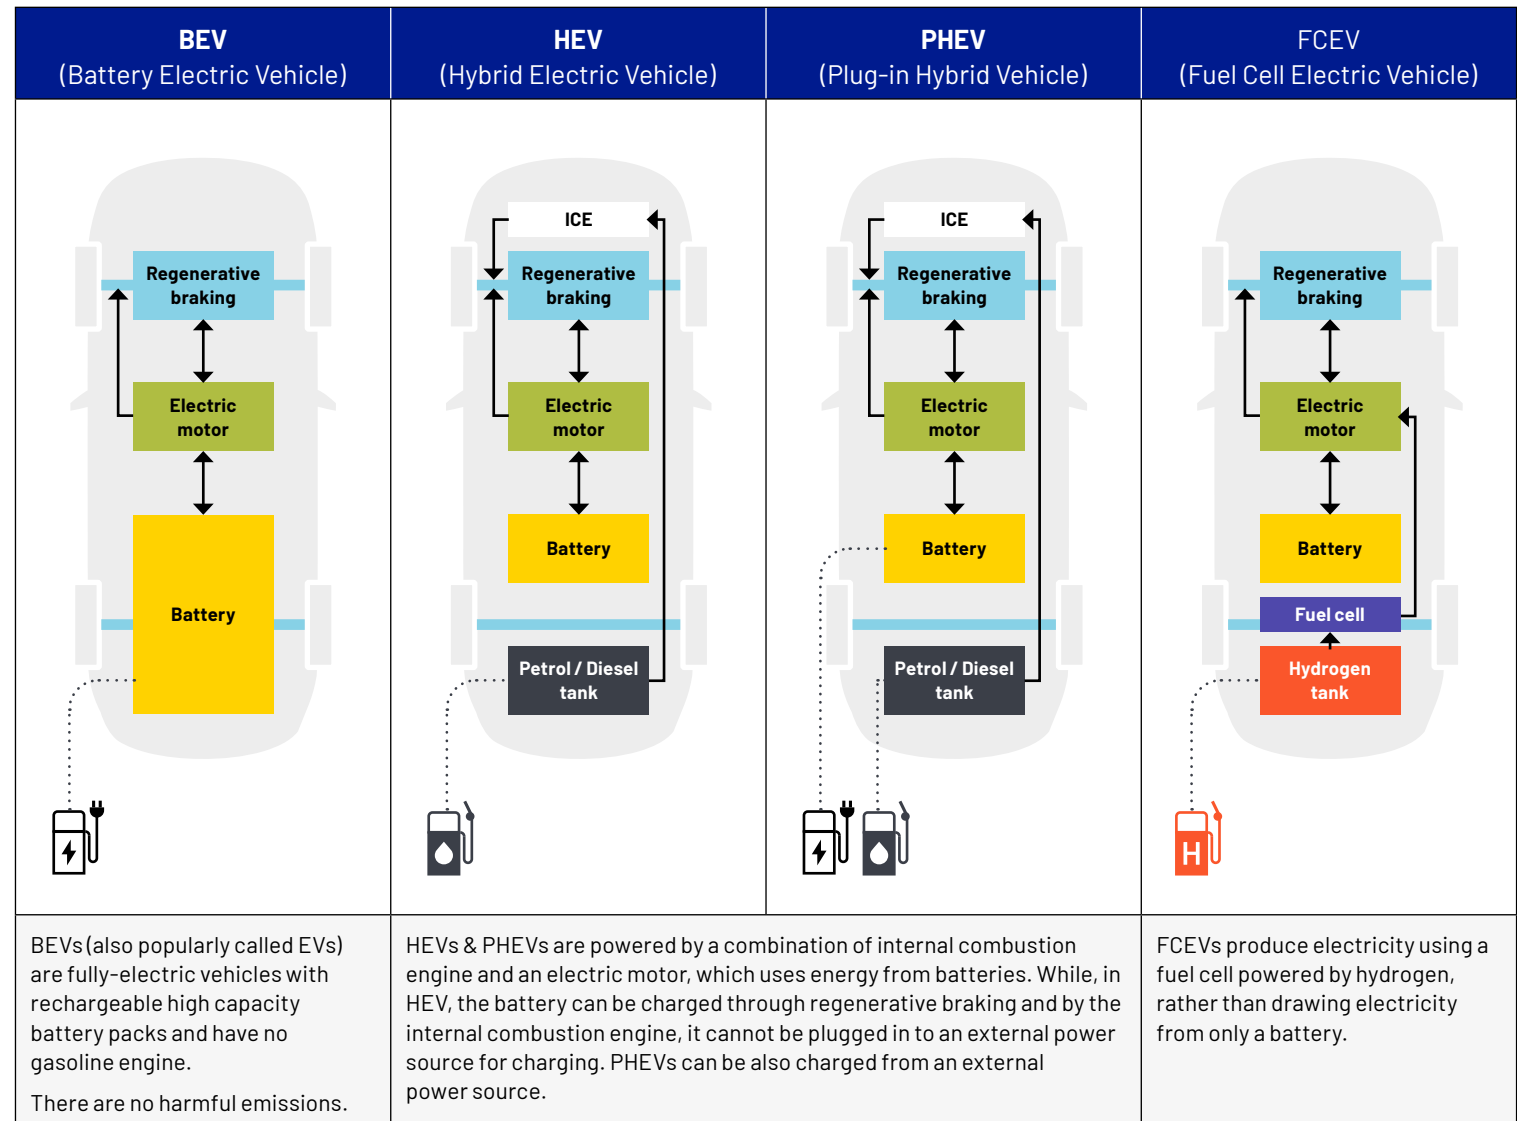 BEV
(Battery Electric Vehicle)
HEV
(Hybrid Electric Vehicle)
PHEV
(Plug-in Hybrid Vehicle)
FCEV
(Fuel Cell Electric Vehicle)
Regenerative
braking
Electric
motor
Battery
ICE
Regenerative
braking
Electric
motor
Battery
Petrol / Diesel
tank
ICE
Regenerative
braking
Electric
motor
Battery
Petrol / Diesel
tank
Regenerative
braking
Electric
motor
Battery
Fuel cell
Hydrogen
tank
H
BEVs (also popularly called EVs)
are fully-electric vehicles with
rechargeable high capacity
battery packs and have no
gasoline engine.
There are no harmful emissions.
HEVs & PHEVs are powered by a combination of internal combustion
engine and an electric motor, which uses energy from batteries. While, in
HEV, the battery can be charged through regenerative braking and by the
internal combustion engine, it cannot be plugged in to an external power
source for charging. PHEVs can be also charged from an external
power source.
FCEVs produce electricity using a
fuel cell powered by hydrogen,
rather than drawing electricity
from only a battery.